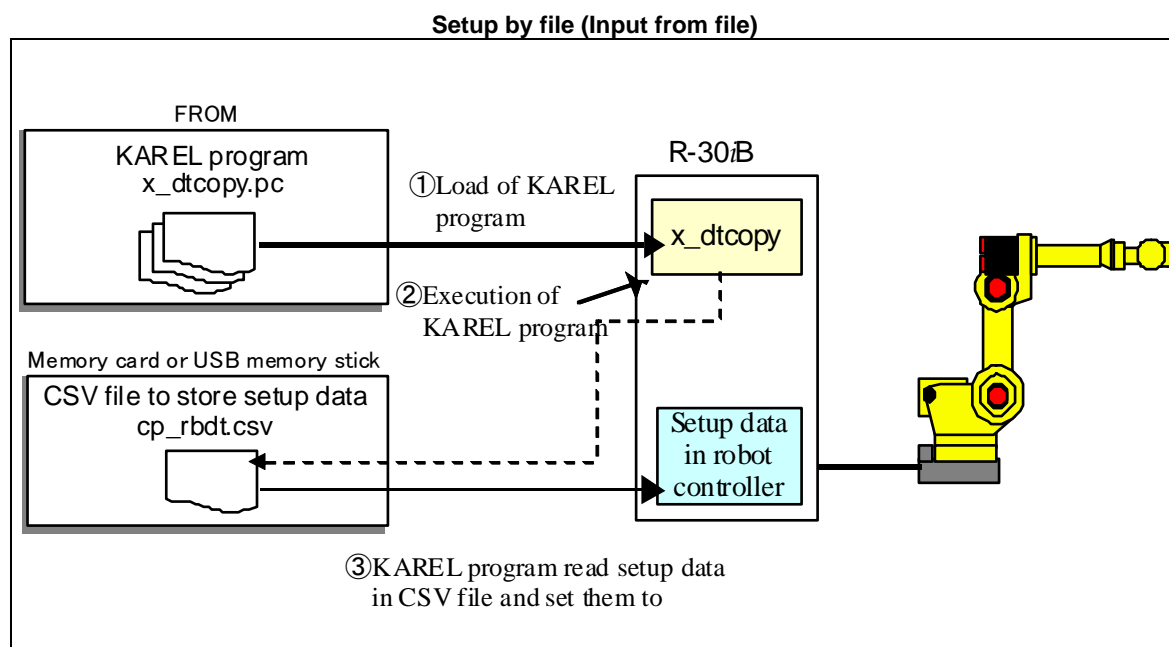 Setup by file (Input from file)
FROM
KAREL program
x_dtcopy.pc
①Load of KAREL
program
R-30iB
x_dtcopy
②Execution of
KAREL program
Memory card or USB memory stick
CSV file to store setup data
cp_rbdt.csv
Setup data
in robot
controller
③KAREL program read setup data
in CSV file and set them to